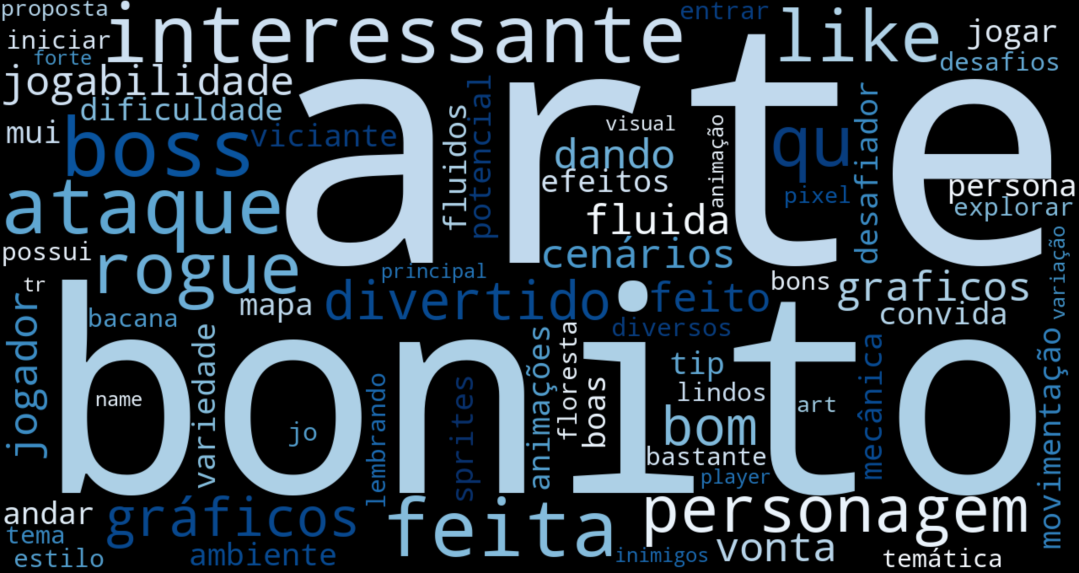 proposta
interessante
entrar
like
jogar
iniciar
forte
desafios
jogabilidade
arte
dificuldade
potencial
fluidos
visual
animação
desafiador
mui
boss
viciante
dando
qu
efeitos
persona
pixel
explorar
ataque
fluida
possui
rogue
cenários
principal
bons
graficos
variação
tr
mapa
divertido
feito
convida
bacana
diversos
jogador
bonito
variedade
animações
floresta
tip
mecânica
movimentação
lindos
name
lembrando
sprites
boas
art
bom
jo
bastante
player
andar
gráficos
feita
personagem
tema
estilo
ambiente
inimigos
vonta
temática